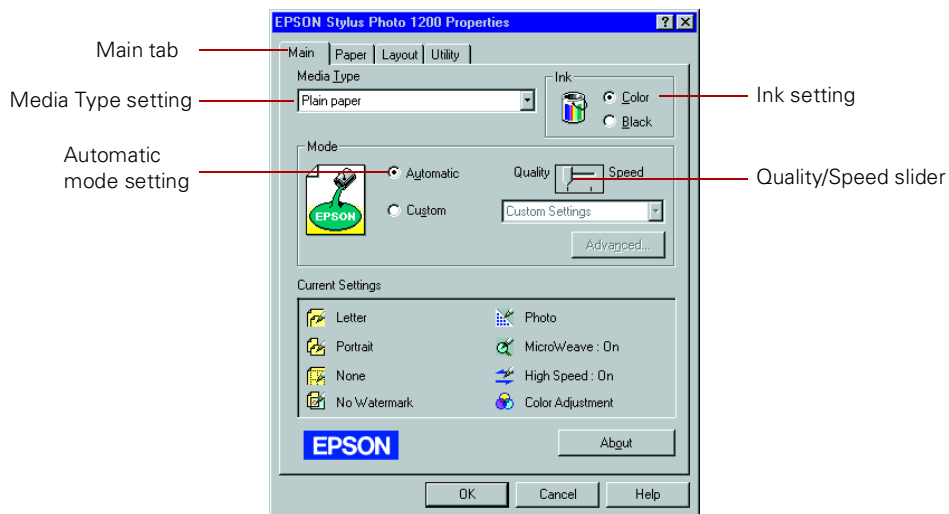 EPSON Stylus Photo 1200 Properties
Main tab
Main Paper Layout Utility
Media Type
Ink
Media Type setting
Plain paper
Color
Black
Ink setting
Mode
Automatic mode setting
EPSON
Automatic
Custom
Quality Speed
Custom Settings
Advanced...
Quality/Speed slider
Current Settings
Letter
Photo
Portrait
MicroWeave : On
None
High Speed : On
No Watermark
Color Adjustment
EPSON
About
OK Cancel Help